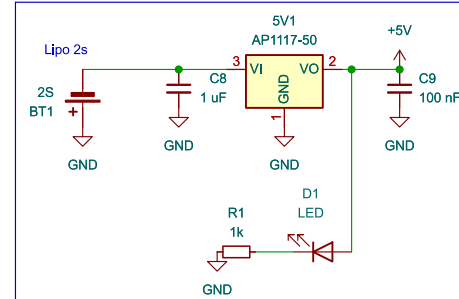 5V1
AP1117-50
+5V
Lipo 2s
3
VI
VO
2
C8
1 uF
C9
100 nF
GND
1
2S
BT1
+
GND
GND
GND
GND
D1
LED
R1
1k
GND